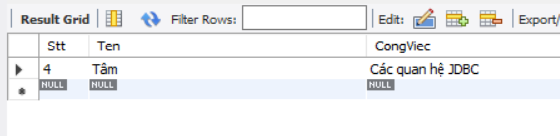 Result Grid Filter Rows: Edit: Export/
Stt Ten CongViec
4 Tâm Các quan hệ JDBC
NULL NULL NULL